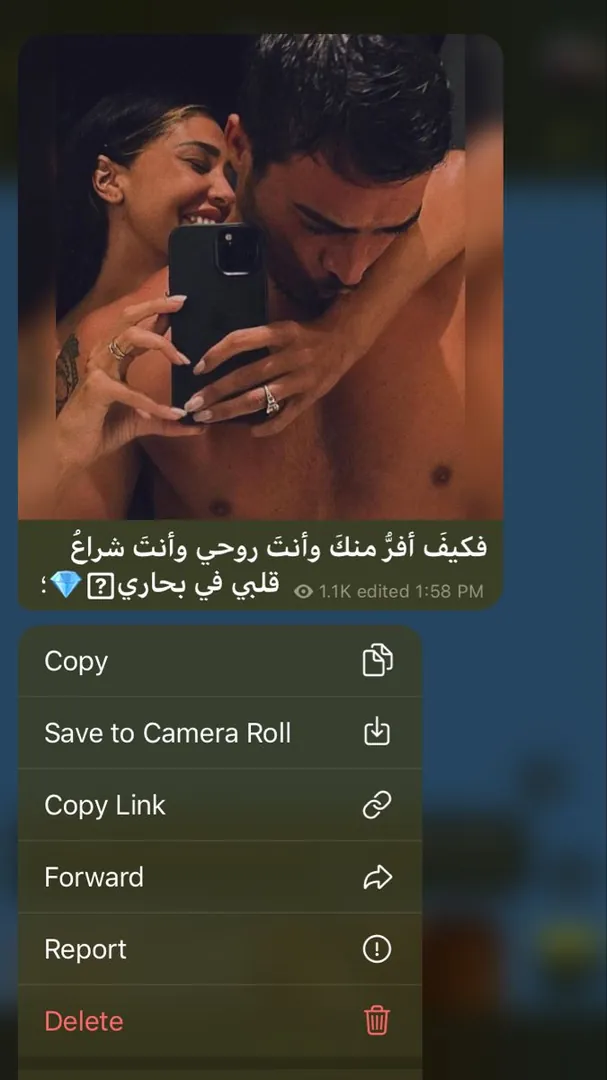 فكيفَ أفرُّ منكَ وأنتَ روحي وأنتَ شراعُ
قلبي في بحاري⍰💎؛
1.1K edited 1:58 PM
Copy
Save to Camera Roll
Copy Link
Forward
Report
Delete